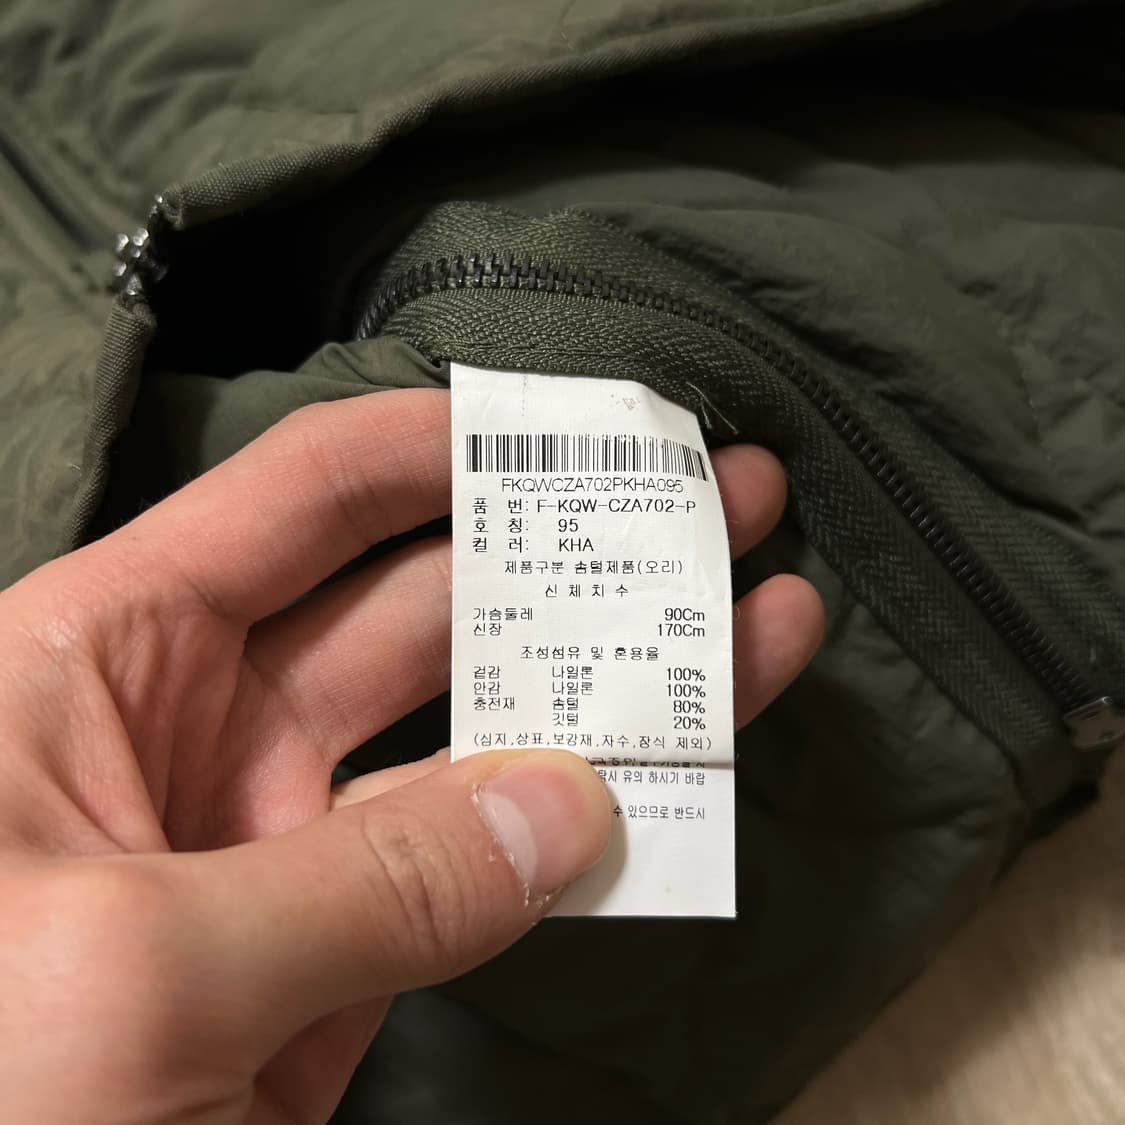 FKQWCZA702PKHA095
품 번: F-KQW-CZA702-P
호 칭: 95
컬 러: KHA
제품구분 솜털제품(오리)
신 체 치 수
가슴둘레 90Cm
신장 170Cm
조성섬유 및 혼용율
겉감 나일론 100%
안감 나일론 100%
충전재 솜털 80%
깃털 20%
(심지,상표,보강재,자수,장식 제외)
유의 하시기 바랍
수 있으므로 반드시